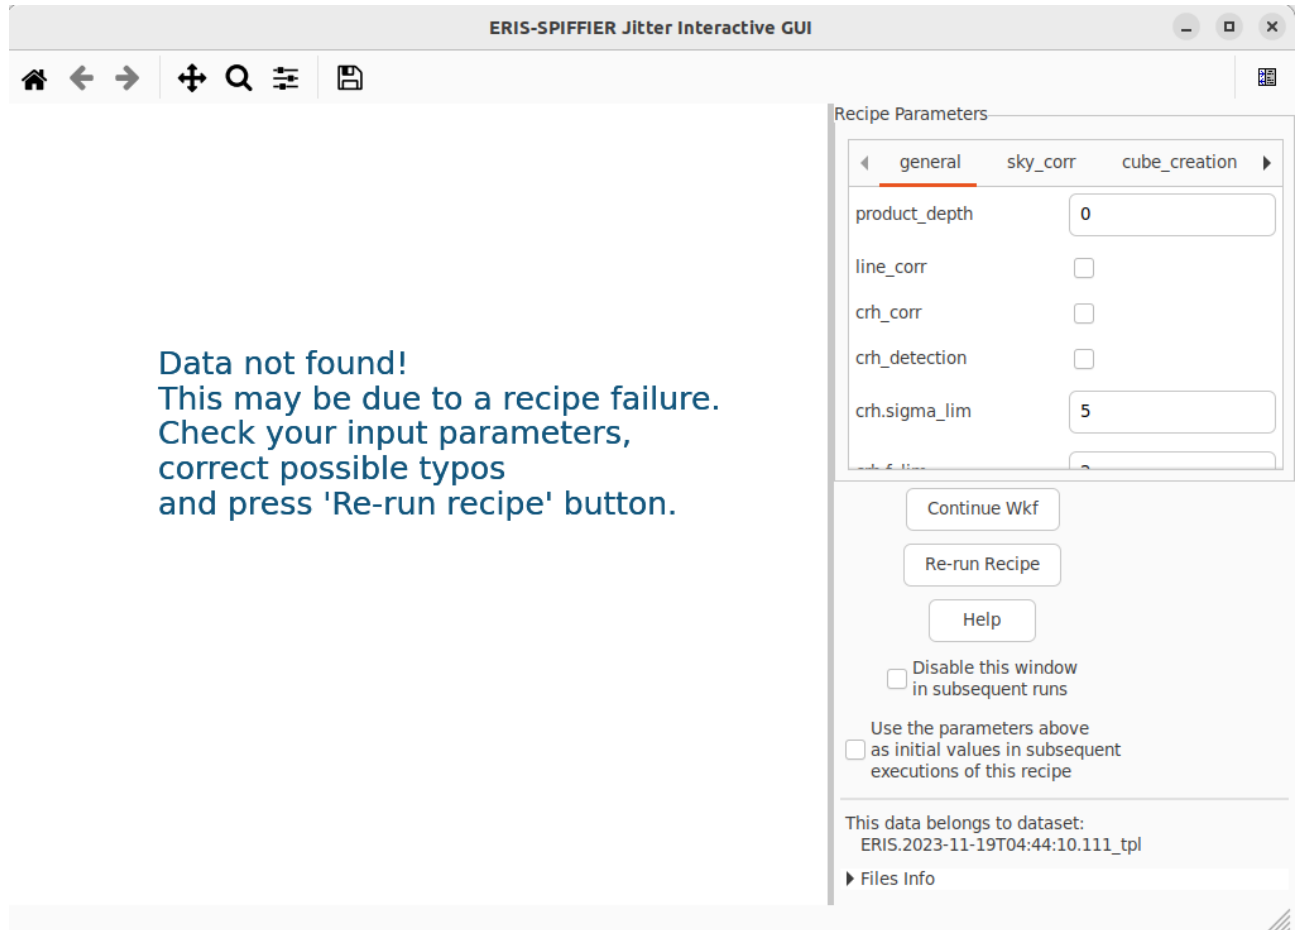 ERIS-SPIFFIER Jitter Interactive GUI
Recipe Parameters
general sky_corr cube_creation
product_depth 0
line_corr
crh_corr
crh_detection
crh.sigma_lim 5
Data not found!
This may be due to a recipe failure.
Check your input parameters,
correct possible typos
and press 'Re-run recipe' button.
Continue Wkf
Re-run Recipe
Help
Disable this window
in subsequent runs
Use the parameters above
as initial values in subsequent
executions of this recipe
This data belongs to dataset:
ERIS.2023-11-19T04:44:10.111_tpl
Files Info